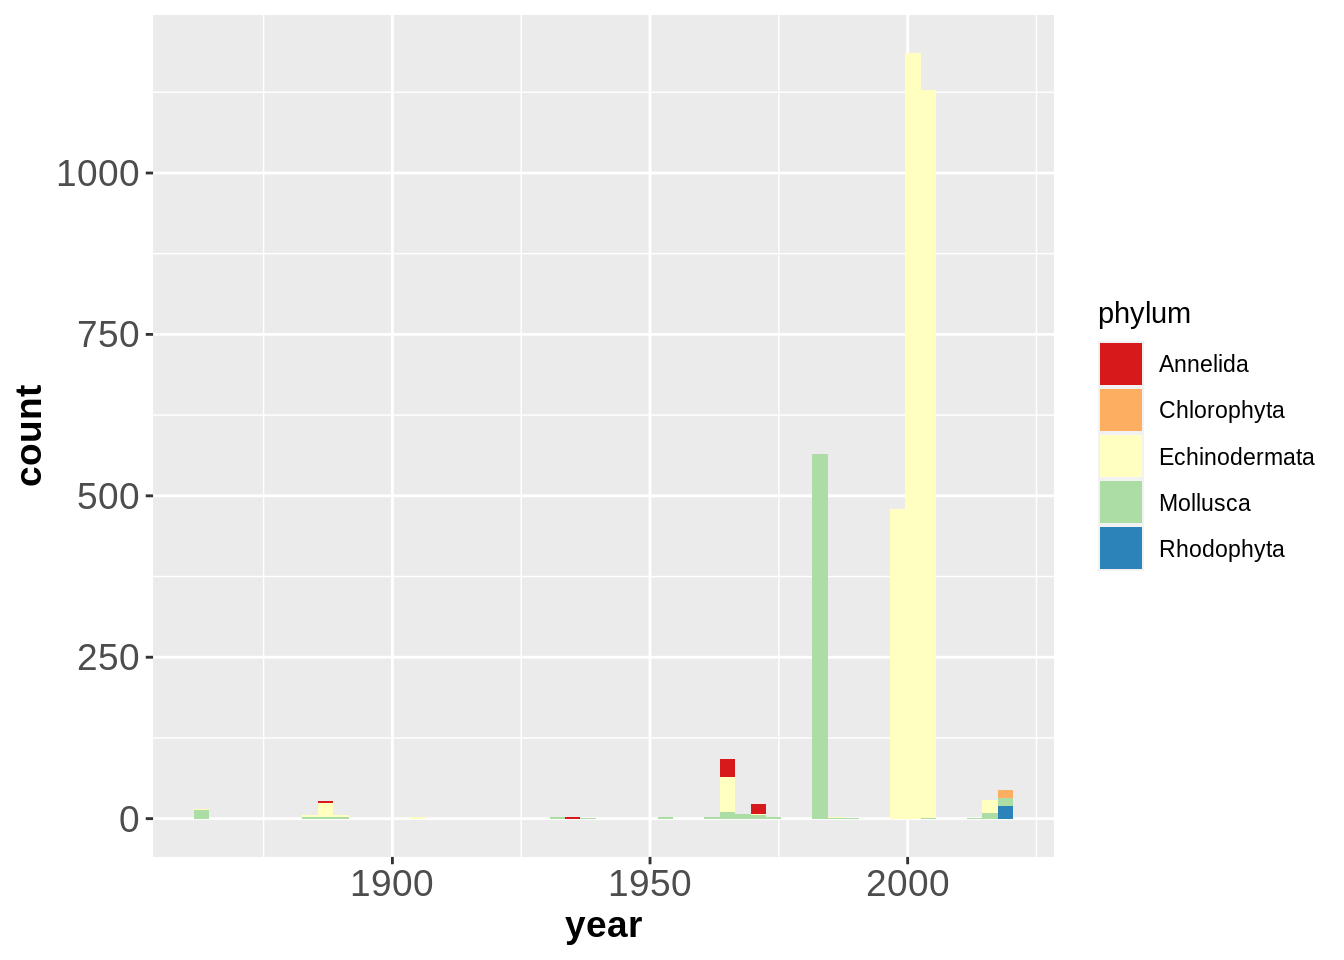 1000
750
500
250
0
count
1900 1950 2000
year
phylum
Annelida
Chlorophyta
Echinodermata
Mollusca
Rhodophyta